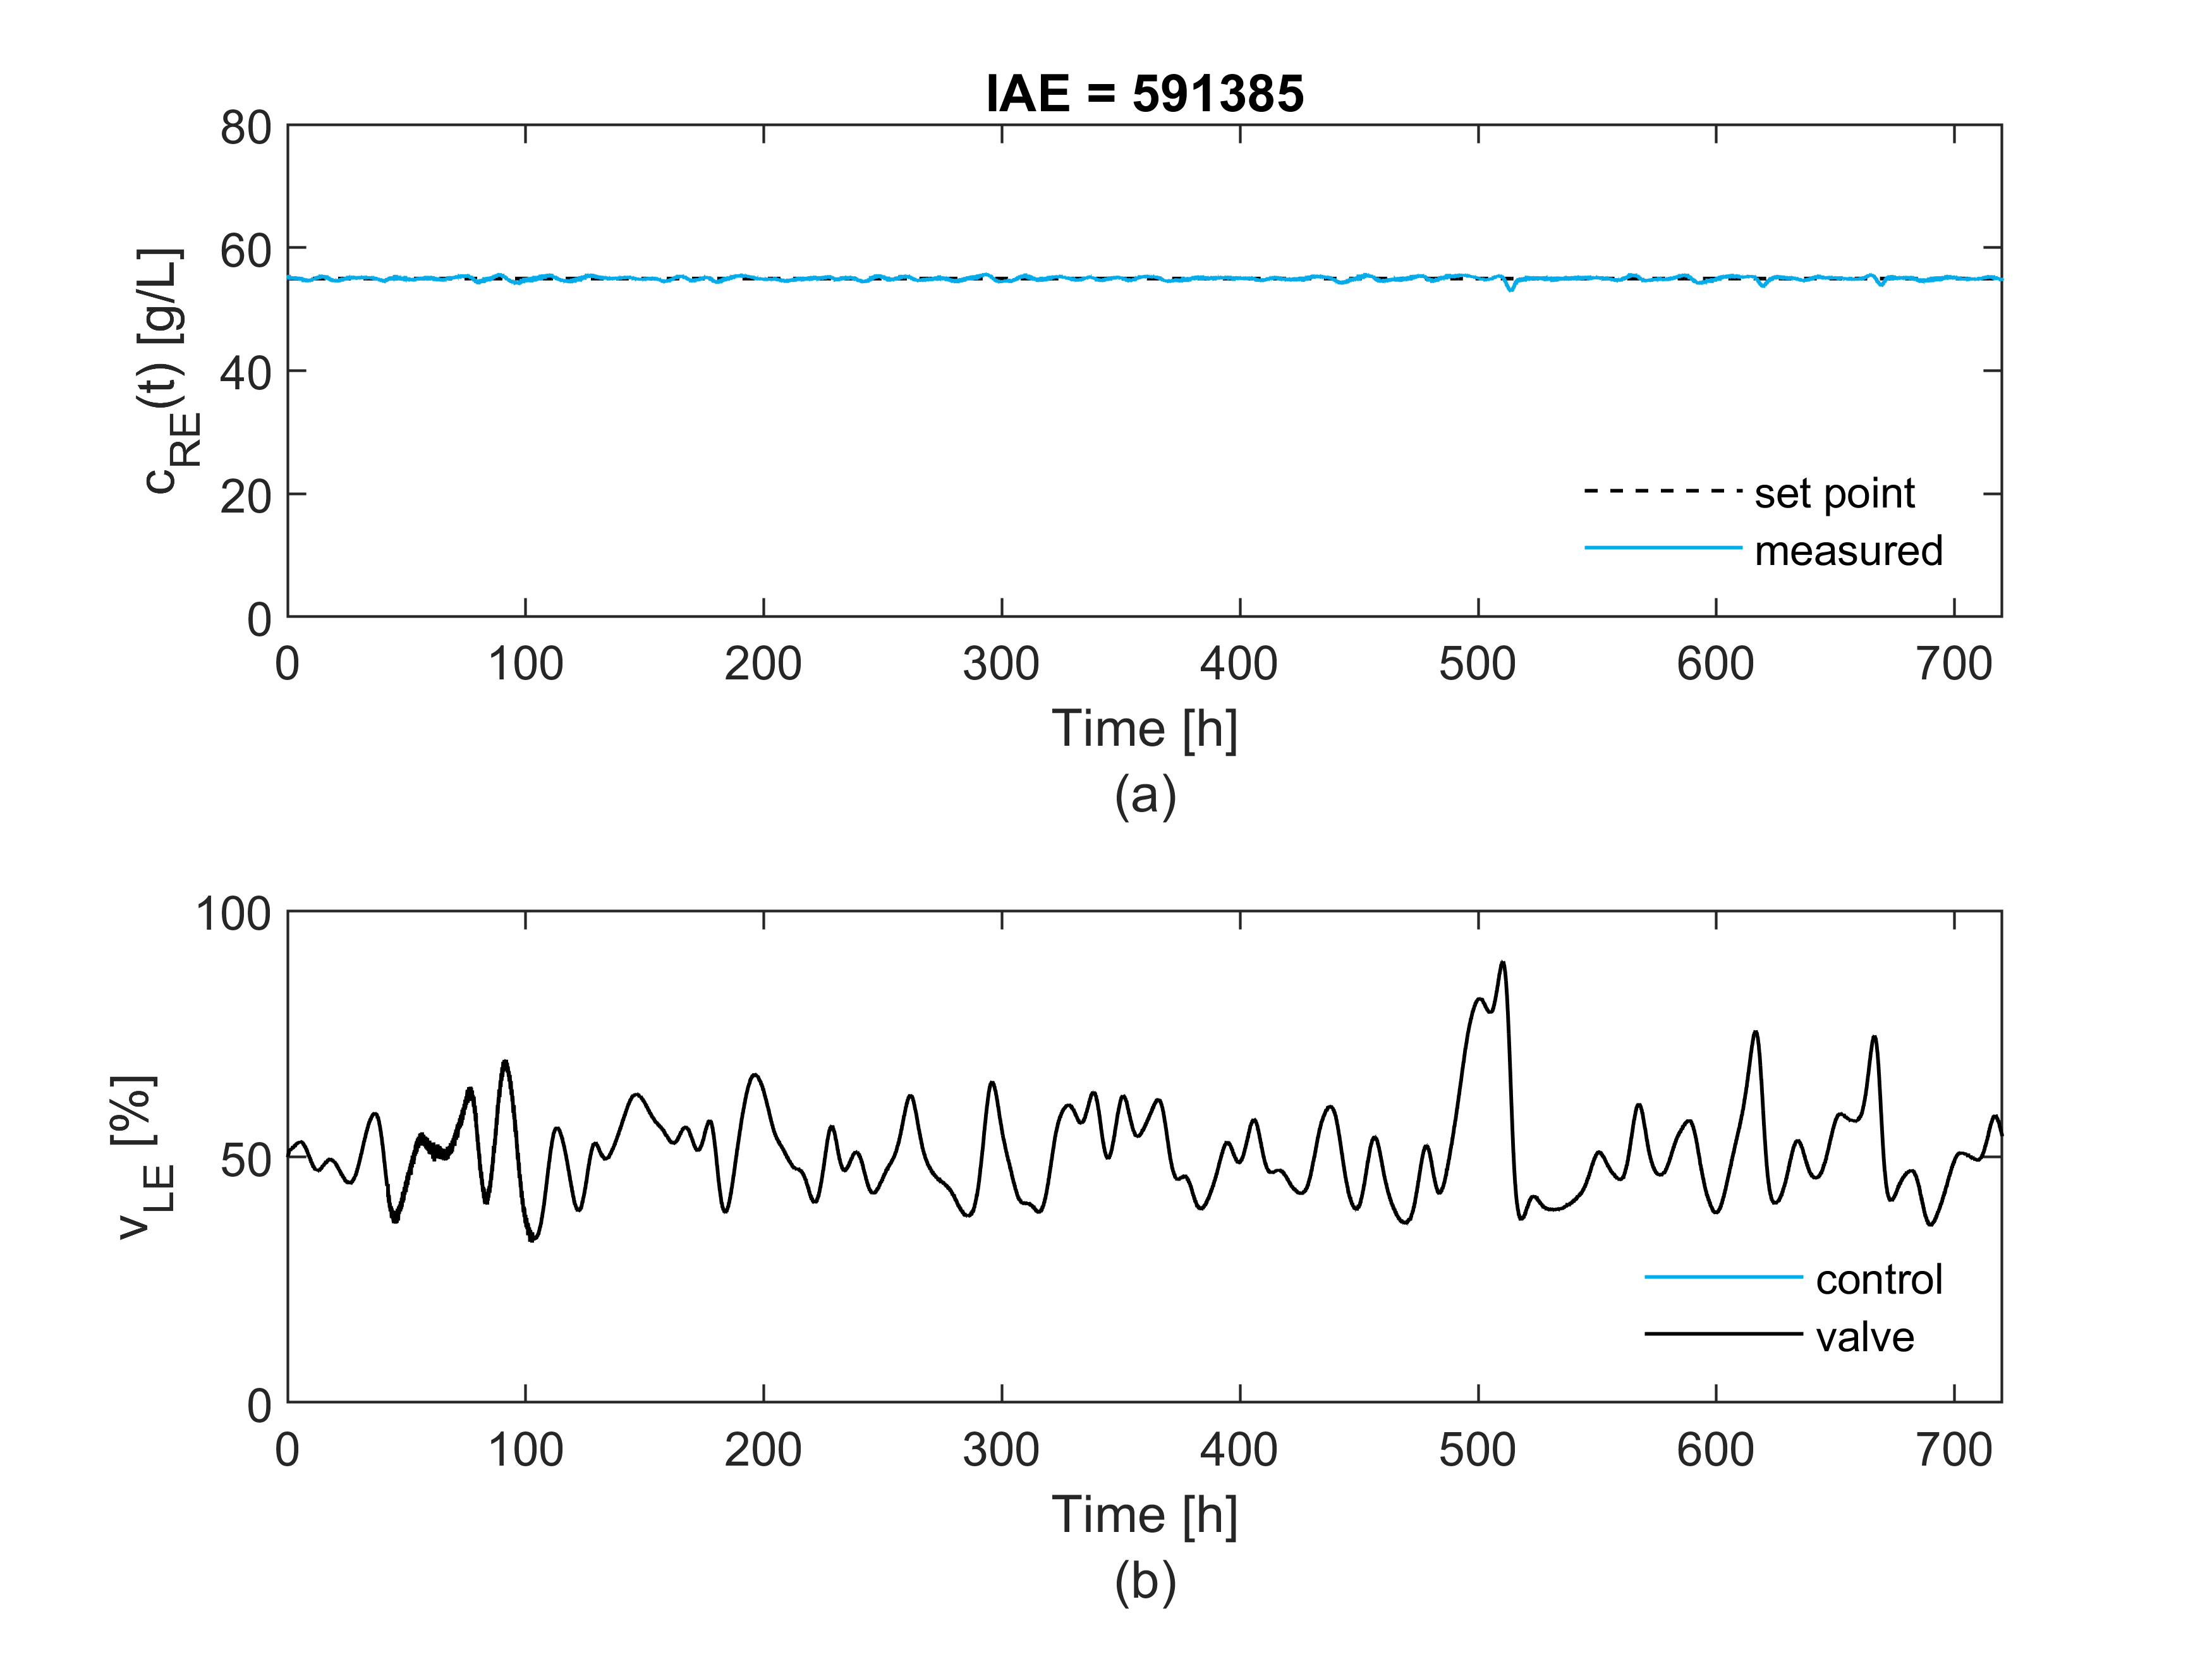 IAE = 591385
80
60
40
20
0
c_RE(t) [g/L]
set point
measured
0 100 200 300 400 500 600 700
Time [h]
(a)
100
50
0
v_LE [%]
control
valve
0 100 200 300 400 500 600 700
Time [h]
(b)